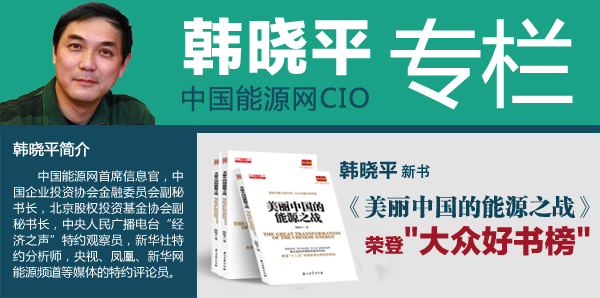 韩晓平
专栏
中国能源网CIO
韩晓平简介
中国能源网首席信息官，中
国企业投资协会金融委员会副秘
书长，北京股权投资基金协会副
秘书长，中央人民广播电台“经
济之声”特约观察员，新华社特
约分析师，央视、凤凰、新华网
能源频道等媒体的特约评论员。
韩晓平 新书
《美丽中国的能源之战》
荣登"大众好书榜"
美丽中国的
能源之战
THE GREAT TRANSFORMATION
OF THE CHINESE ENERGY